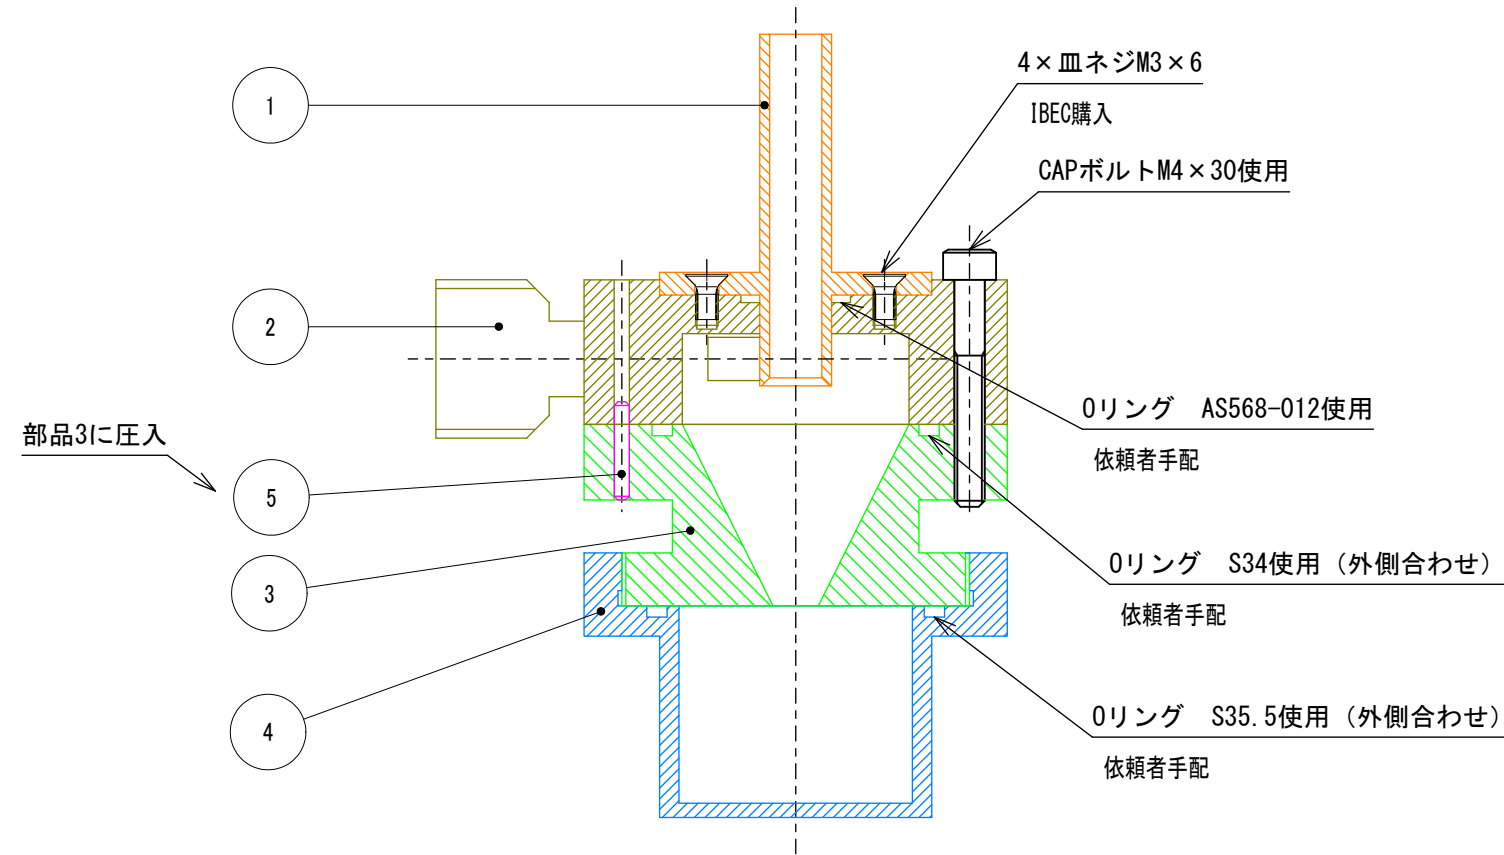 1
4×皿ネジM3×6
IBEC購入
CAPボルトM4×30使用
2
Oリング　AS568-012使用
依頼者手配
部品3に圧入
5
3
Oリング　S34使用（外側合わせ）
依頼者手配
4
Oリング　S35.5使用（外側合わせ）
依頼者手配